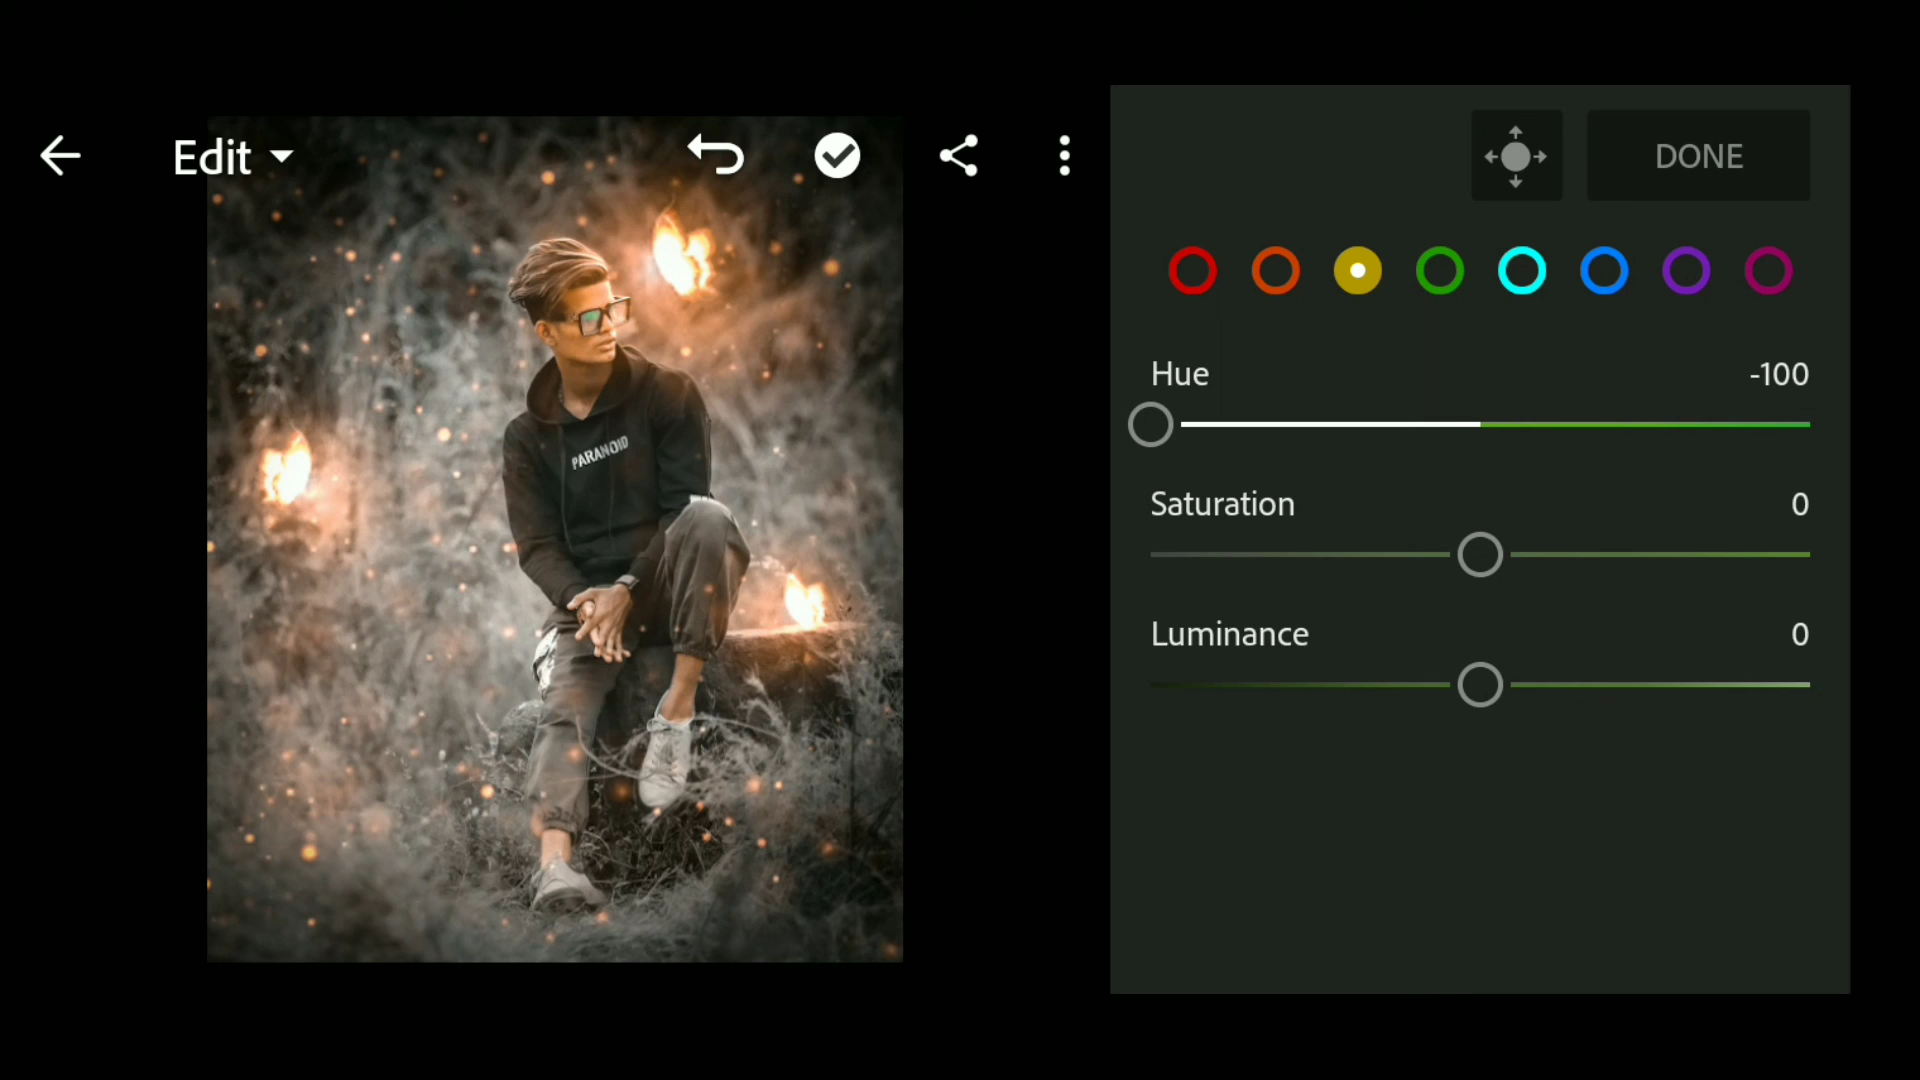 Edit
DONE
Hue -100
Saturation 0
Luminance 0
PARANOID